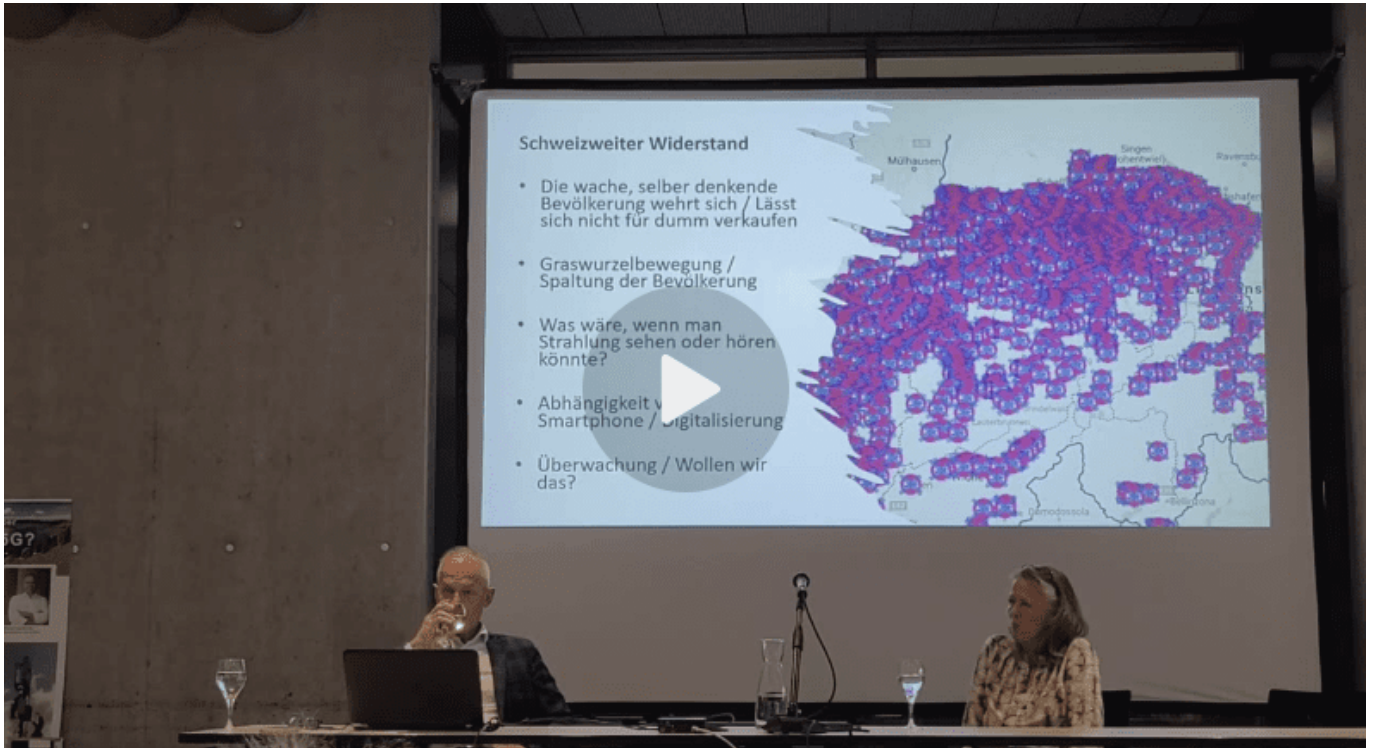 Schweizweiter Widerstand
• Die wache, selber denkende
Bevölkerung wehrt sich / Lässt
sich nicht für dumm verkaufen
• Graswurzelbewegung /
Spaltung der Bevölkerung
• Was wäre, wenn man
Strahlung sehen oder hören
könnte?
• Abhängigkeit
Smartphone / Digitalisierung
• Überwachung / Wollen wir
das?
Mülhausen
Singen
Lauterbrunnen
Domodossola
Bellinzona
5G?